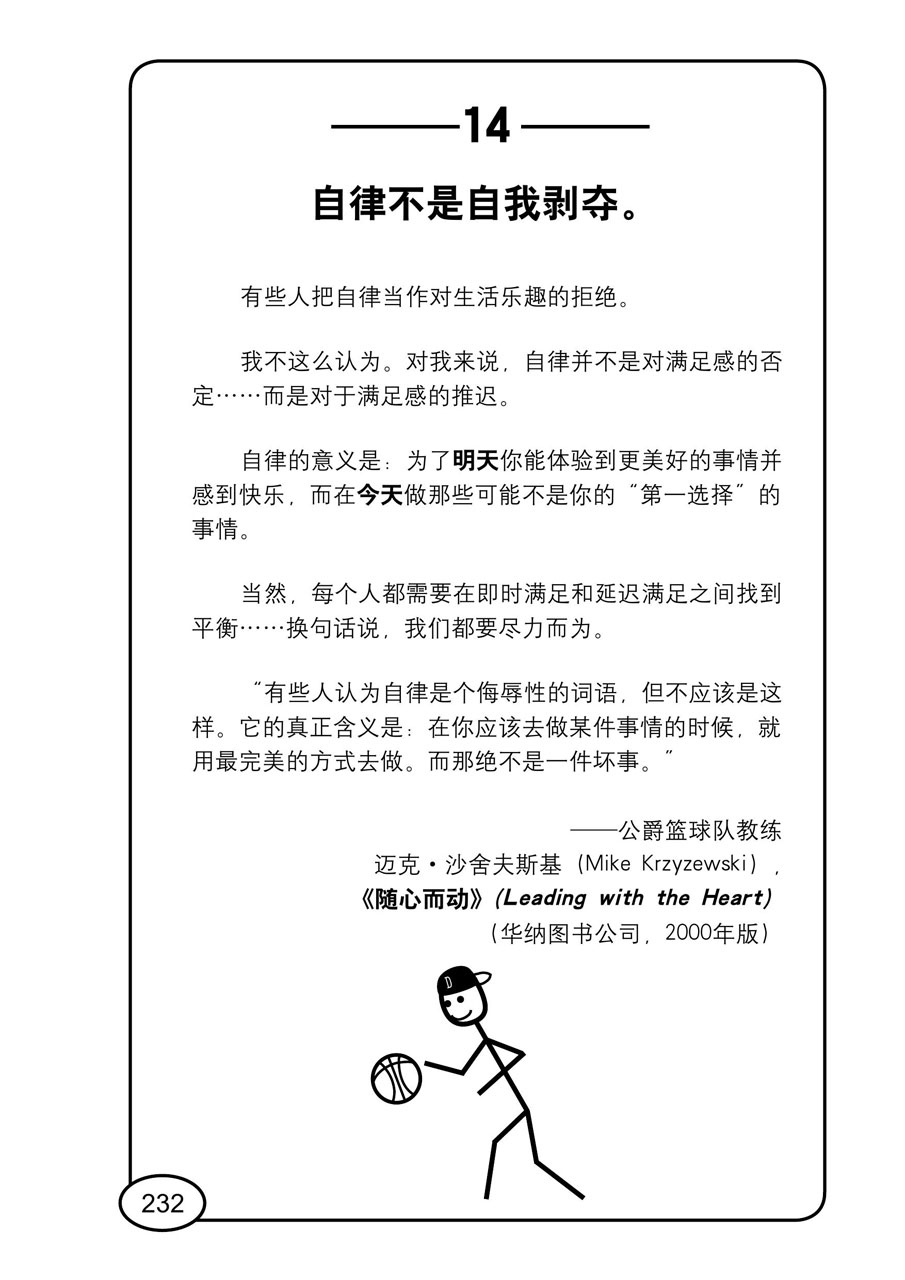 14
自律不是自我剥夺。
有些人把自律当作对生活乐趣的拒绝。
我不这么认为。对我来说，自律并不是对满足感的否
定……而是对于满足感的推迟。
自律的意义是：为了明天你能体验到更美好的事情并
感到快乐，而在今天做那些可能不是你的“第一选择”的
事情。
当然，每个人都需要在即时满足和延迟满足之间找到
平衡……换句话说，我们都要尽力而为。
“有些人认为自律是个侮辱性的词语，但不应该是这
样。它的真正含义是：在你应该去做某件事情的时候，就
用最完美的方式去做。而那绝不是一件坏事。”
——公爵篮球队教练
迈克·沙舍夫斯基（Mike Krzyzewski），
《随心而动》(Leading with the Heart)
（华纳图书公司，2000年版）
D
232